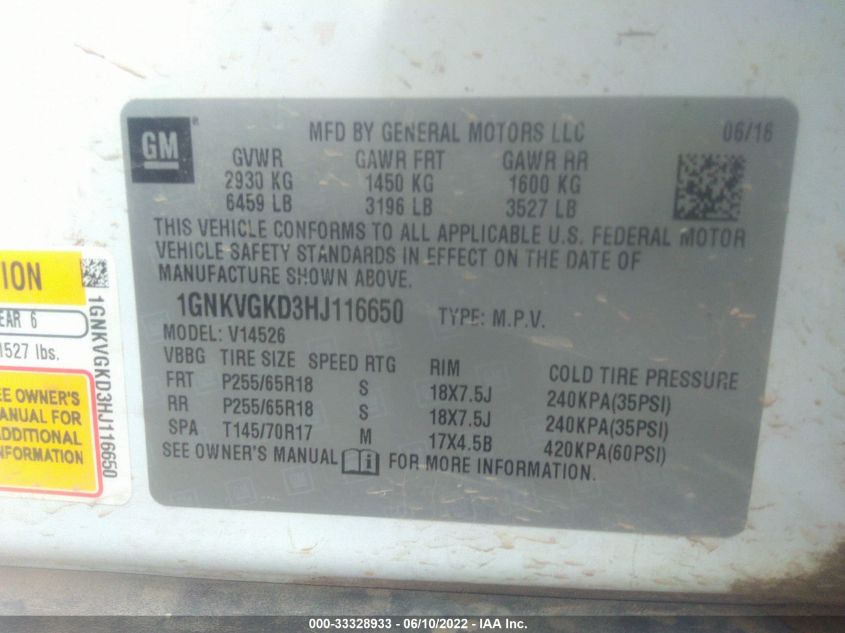 GM
MFD BY GENERAL MOTORS LLC 06/16
GVWR GAWR FRT GAWR RR
2930 KG 1450 KG 1600 KG
6459 LB 3196 LB 3527 LB
THIS VEHICLE CONFORMS TO ALL APPLICABLE U.S. FEDERAL MOTOR
VEHICLE SAFETY STANDARDS IN EFFECT ON THE DATE OF
MANUFACTURE SHOWN ABOVE.
1GNKVGKD3HJ116650 TYPE: M.P.V.
MODEL: V14526
VBBG TIRE SIZE SPEED RTG RIM COLD TIRE PRESSURE
FRT P255/65R18 S 18X7.5J 240KPA(35PSI)
RR P255/65R18 S 18X7.5J 240KPA(35PSI)
SPA T145/70R17 M 17X4.5B 420KPA(60PSI)
SEE OWNER'S MANUAL i FOR MORE INFORMATION.
TION
EAR 6
1527 lbs.
EE OWNER'S
ANUAL FOR
ADDITIONAL
NFORMATION
1GNKVGKD3HJ116650
000-33328933 - 06/10/2022 - IAA Inc.